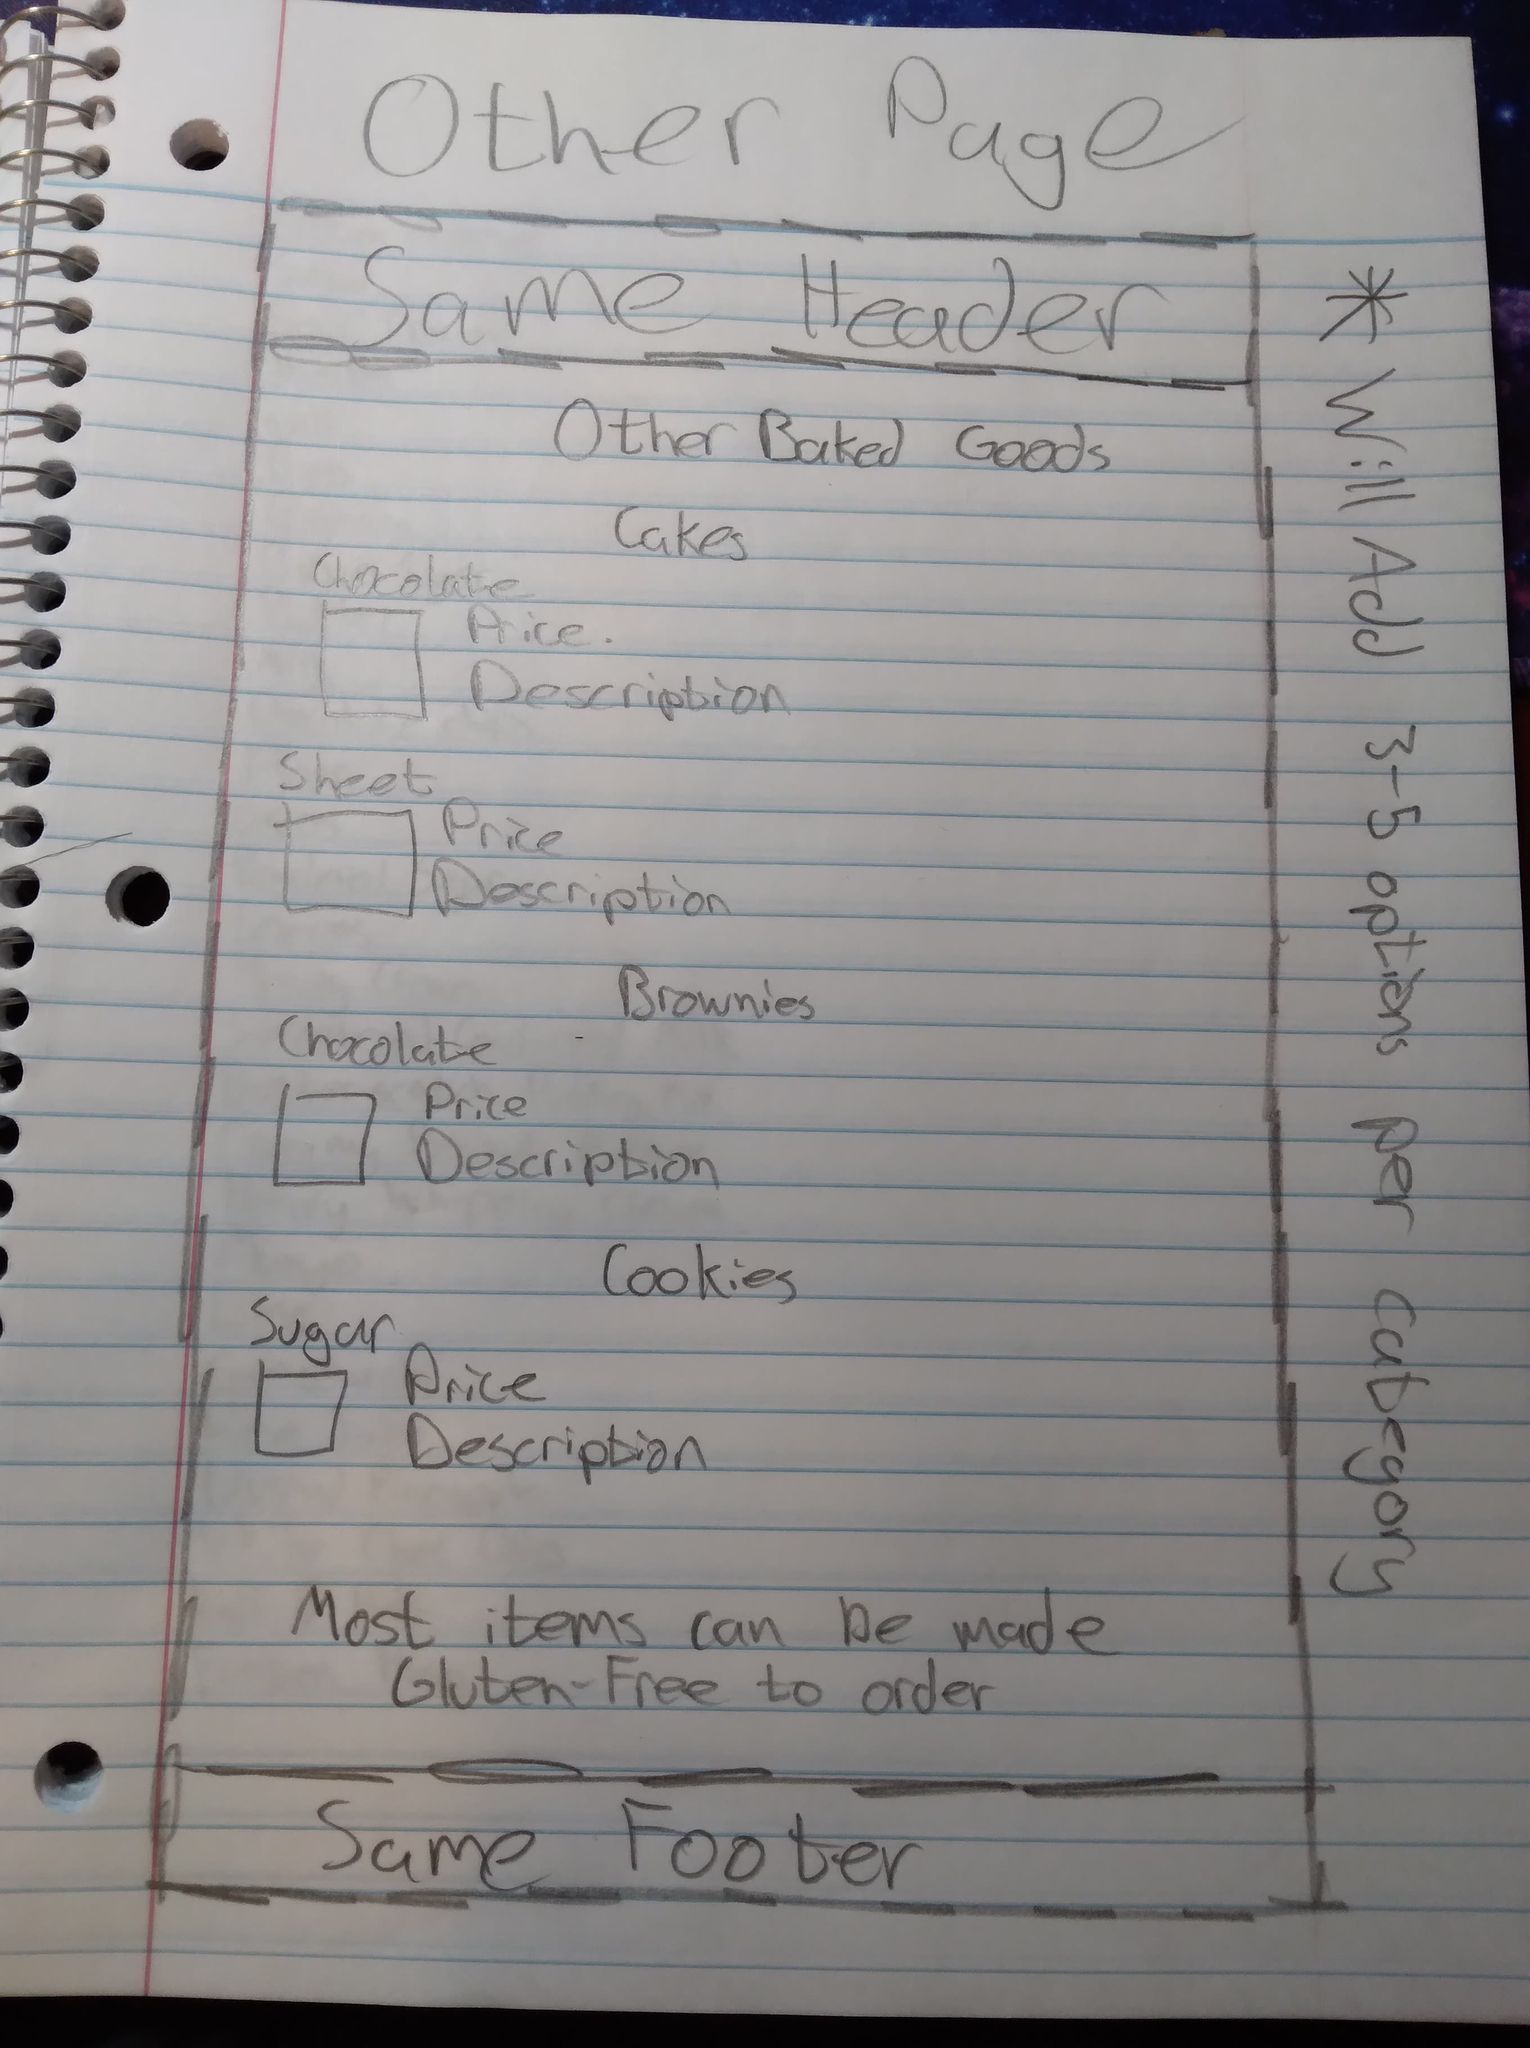 Other Page
Same Header
Other Baked Goods
Cakes
Chocolate
Price.
Description
Sheet
Price
Description
Brownies
Chocolate
Price
Description
Cookies
Sugar
Price
Description
Most items can be made
Gluten-Free to order
Same Footer
* Will Add 3-5 options per category